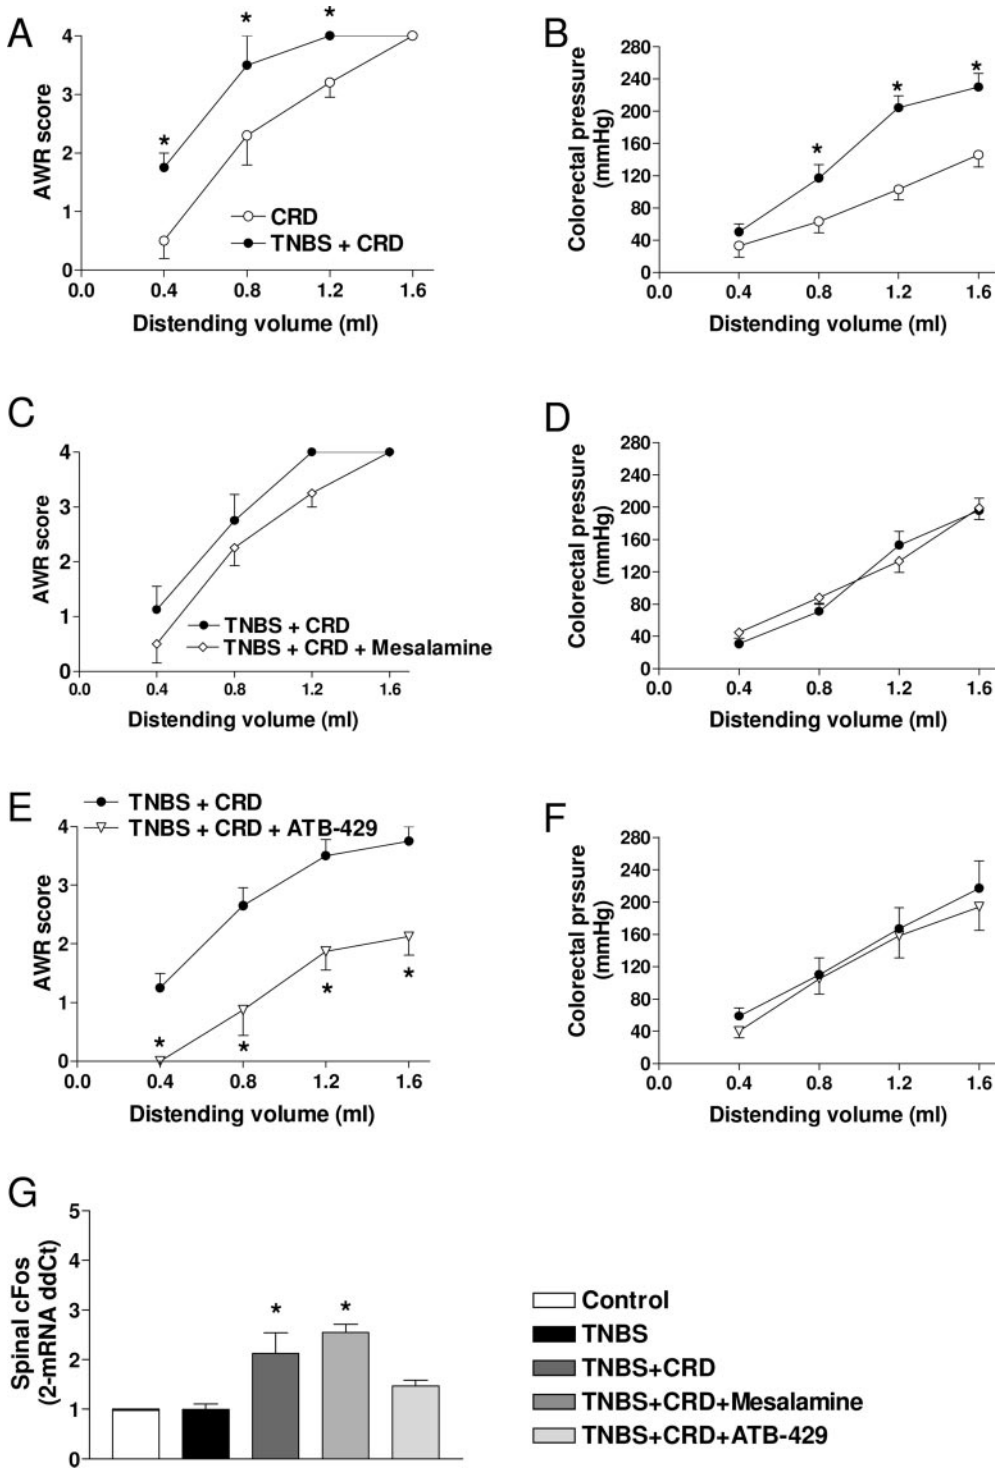 A
4
3
2
1
0
AWR score
* * *
CRD
TNBS + CRD
0.0 0.4 0.8 1.2 1.6
Distending volume (ml)
B
280
240
200
160
120
80
40
0
Colorectal pressure
(mmHg)
* * *
0.0 0.4 0.8 1.2 1.6
Distending volume (ml)
C
4
3
2
1
0
AWR score
TNBS + CRD
TNBS + CRD + Mesalamine
0.0 0.4 0.8 1.2 1.6
Distending volume (ml)
D
280
240
200
160
120
80
40
0
Colorectal pressure
(mmHg)
0.0 0.4 0.8 1.2 1.6
Distending volume (ml)
E
TNBS + CRD
TNBS + CRD + ATB-429
4
3
2
1
0
AWR score
* * * *
0.0 0.4 0.8 1.2 1.6
Distending volume (ml)
F
280
240
200
160
120
80
40
0
Colorectal prssure
(mmHg)
0.0 0.4 0.8 1.2 1.6
Distending volume (ml)
G
5
4
3
2
1
0
Spinal cFos
(2-mRNA ddCt)
* *
Control
TNBS
TNBS+CRD
TNBS+CRD+Mesalamine
TNBS+CRD+ATB-429